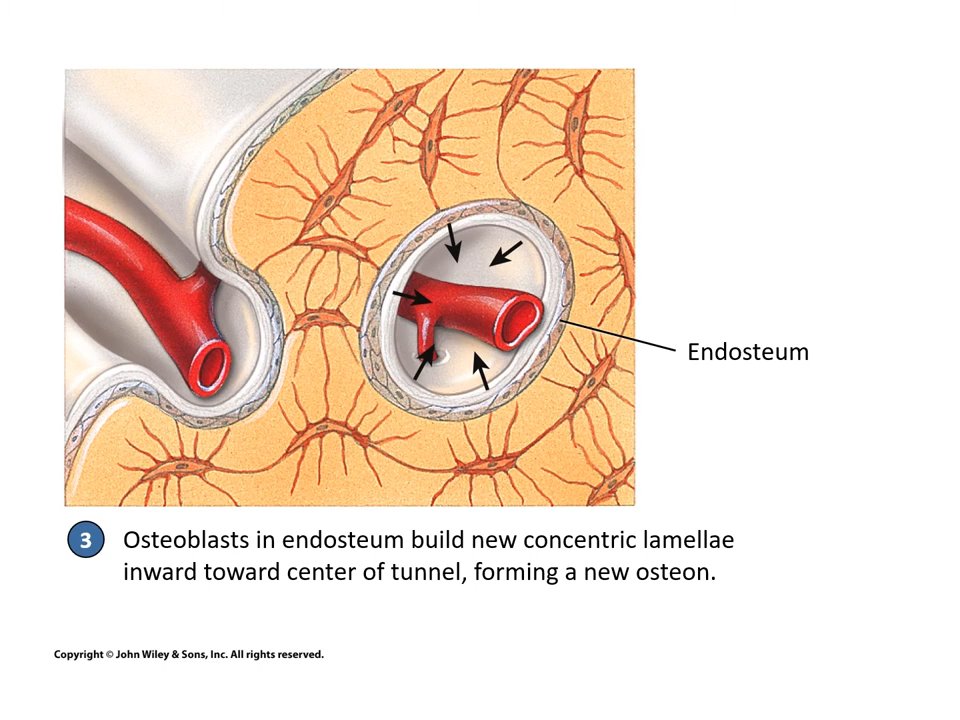 Endosteum
3
Osteoblasts in endosteum build new concentric lamellae
inward toward center of tunnel, forming a new osteon.
Copyright © John Wiley & Sons, Inc. All rights reserved.